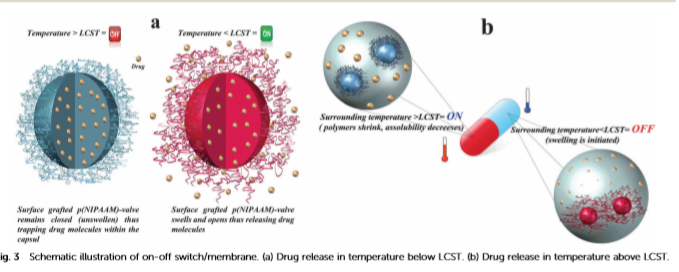 a
b
Temperature > LCST = OFF
Temperature < LCST = ON
Drug
Surrounding temperature >LCST= ON
(polymers shrink, assolubility decreeses)
Surrounding temperature<LCST= OFF
(swelling is initiated)
Surface grafted p(NIPAAM)-valve
remains closed (unswollen) thus
trapping drug molecules within the
capsul
Surface grafted p(NIPAAM)-valve
swells and opens thus releasing drug
molecules
ig. 3 Schematic illustration of on-off switch/membrane. (a) Drug release in temperature below LCST. (b) Drug release in temperature above LCST.